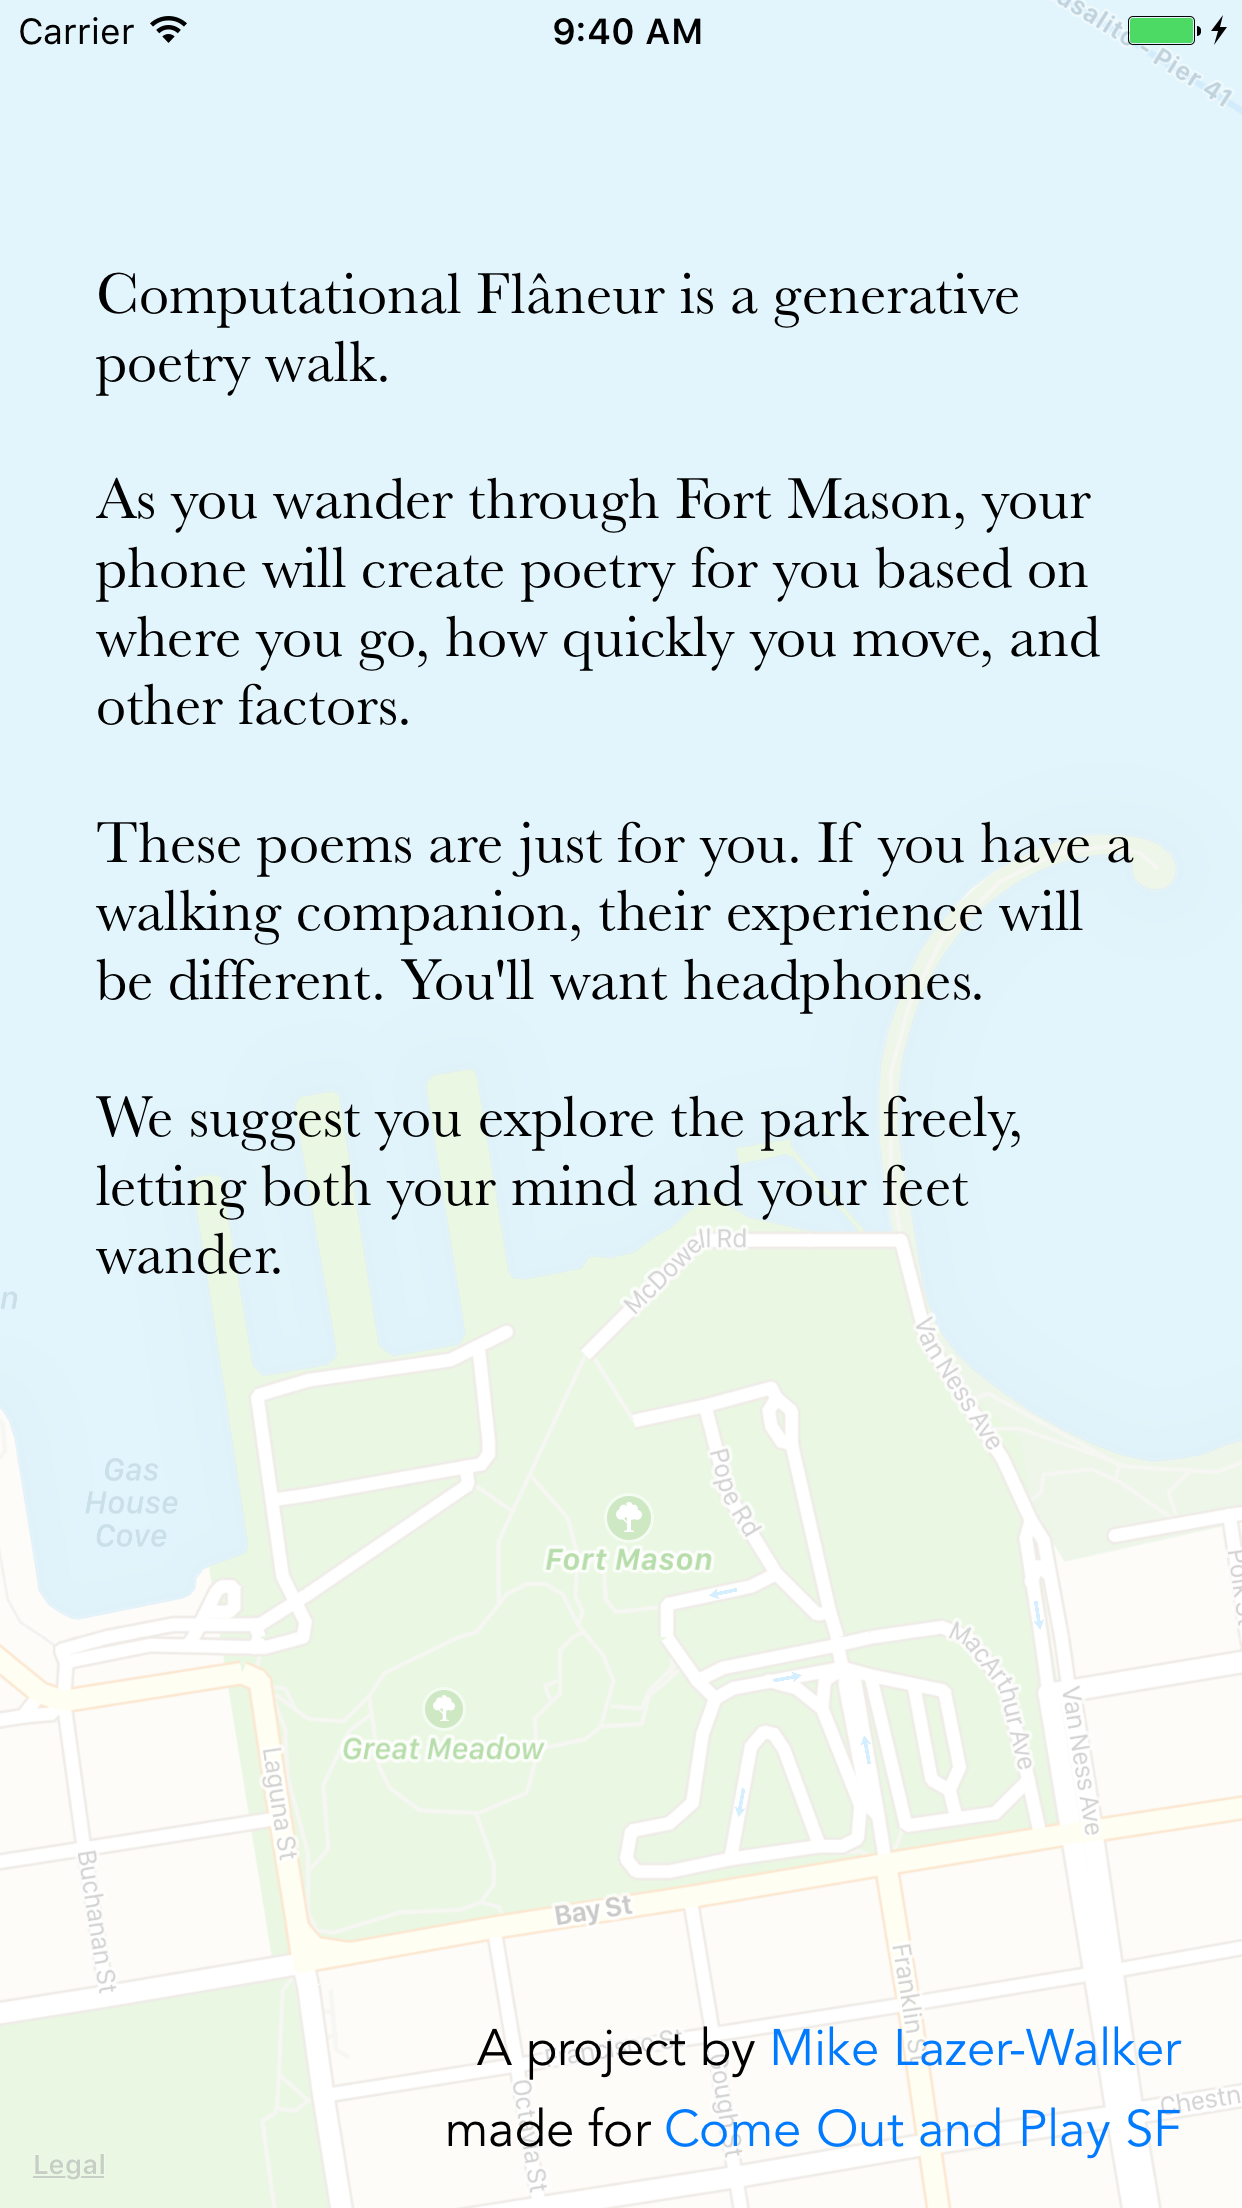 Carrier
9:40 AM
Pier 41
Computational Flâneur is a generative
poetry walk.
As you wander through Fort Mason, your
phone will create poetry for you based on
where you go, how quickly you move, and
other factors.
These poems are just for you. If you have a
walking companion, their experience will
be different. You'll want headphones.
We suggest you explore the park freely,
letting both your mind and your feet
wander.
McDowell Rd
Van Ness Ave
Gas
House
Cove
Pope Rd
Fort Mason
MacArthur Ave
Great Meadow
Van Ness Ave
Laguna St
Buchanan St
Bay St
Franklin St
A project by Mike Lazer-Walker
made for Come Out and Play SF
Legal